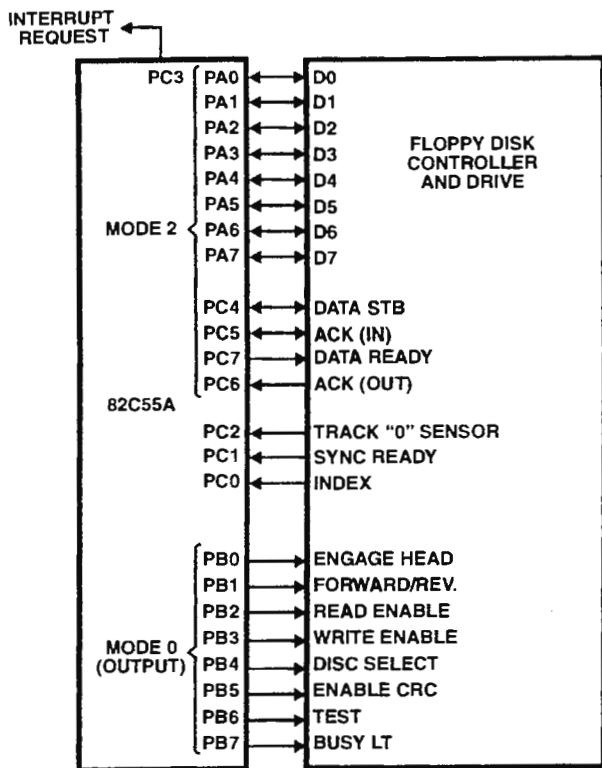 INTERRUPT
REQUEST
PC3 PA0 D0
PA1 D1
PA2 D2
PA3 D3
PA4 D4
PA5 D5
PA6 D6
PA7 D7
MODE 2
FLOPPY DISK
CONTROLLER
AND DRIVE
PC4 DATA STB
PC5 ACK (IN)
PC7 DATA READY
PC6 ACK (OUT)
82C55A
PC2 TRACK “0” SENSOR
PC1 SYNC READY
PC0 INDEX
PB0 ENGAGE HEAD
PB1 FORWARD/REV.
PB2 READ ENABLE
PB3 WRITE ENABLE
PB4 DISC SELECT
PB5 ENABLE CRC
PB6 TEST
PB7 BUSY LT
MODE 0
(OUTPUT)